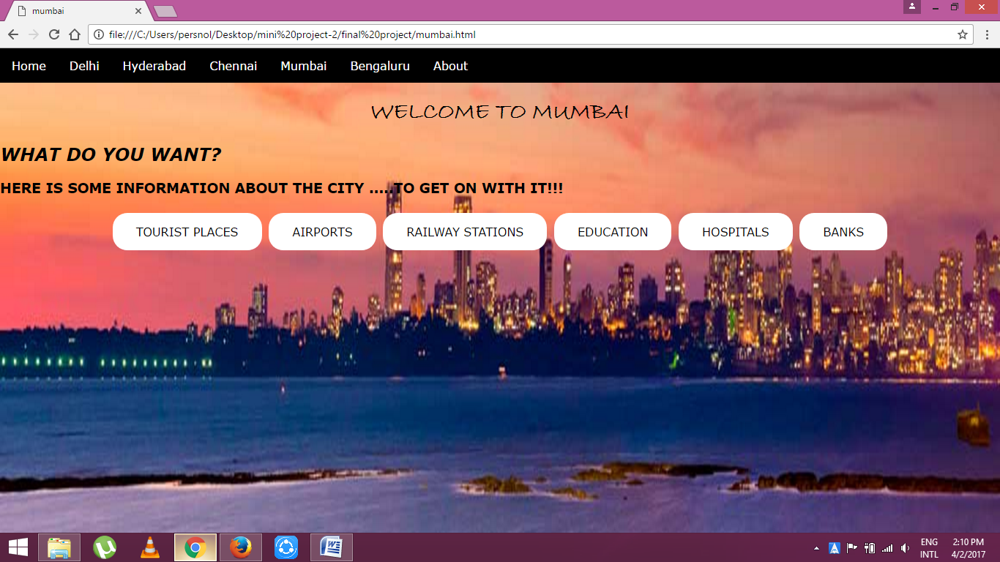 mumbai
file:///C:/Users/persnol/Desktop/mini%20project-2/final%20project/mumbai.html
Home Delhi Hyderabad Chennai Mumbai Bengaluru About
WELCOME TO MUMBAI
WHAT DO YOU WANT?
HERE IS SOME INFORMATION ABOUT THE CITY .....TO GET ON WITH IT!!!
TOURIST PLACES AIRPORTS RAILWAY STATIONS EDUCATION HOSPITALS BANKS
ENG 2:10 PM
INTL 4/2/2017